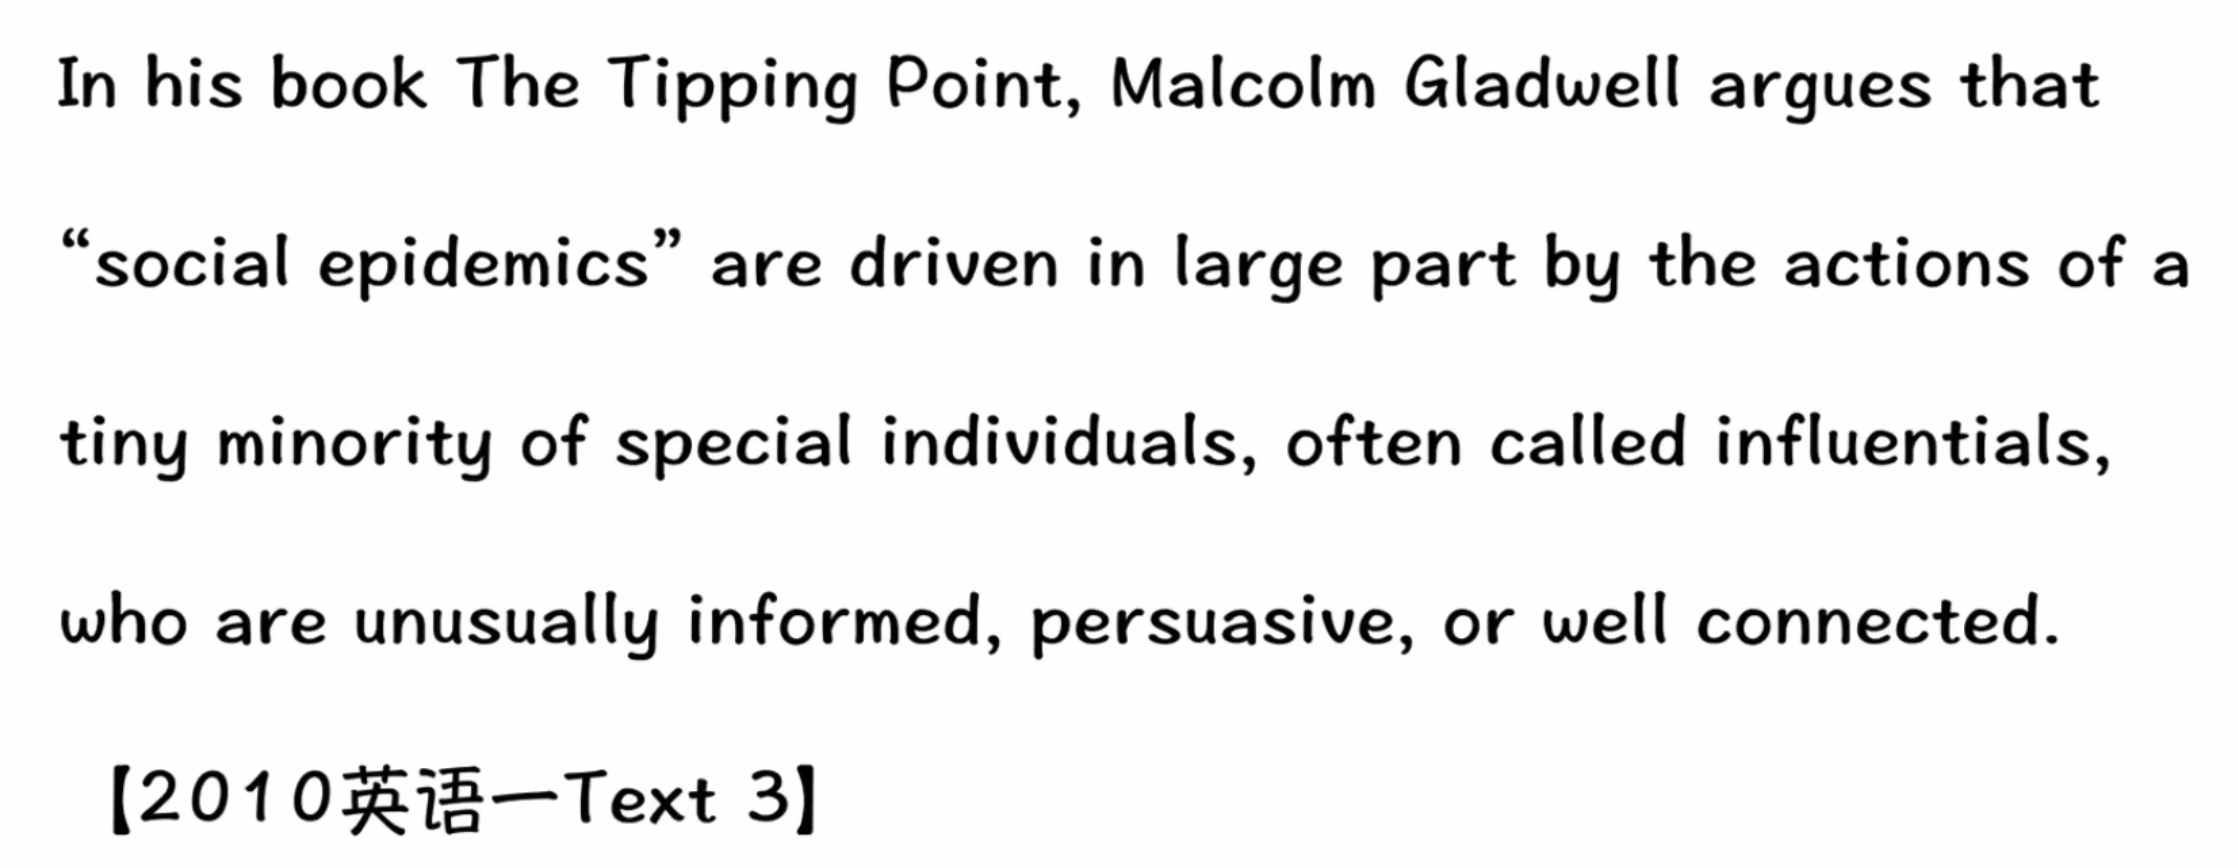 In his book The Tipping Point, Malcolm Gladwell argues that
“social epidemics” are driven in large part by the actions of a
tiny minority of special individuals, often called influentials,
who are unusually informed, persuasive, or well connected.
【2010英语一Text 3】